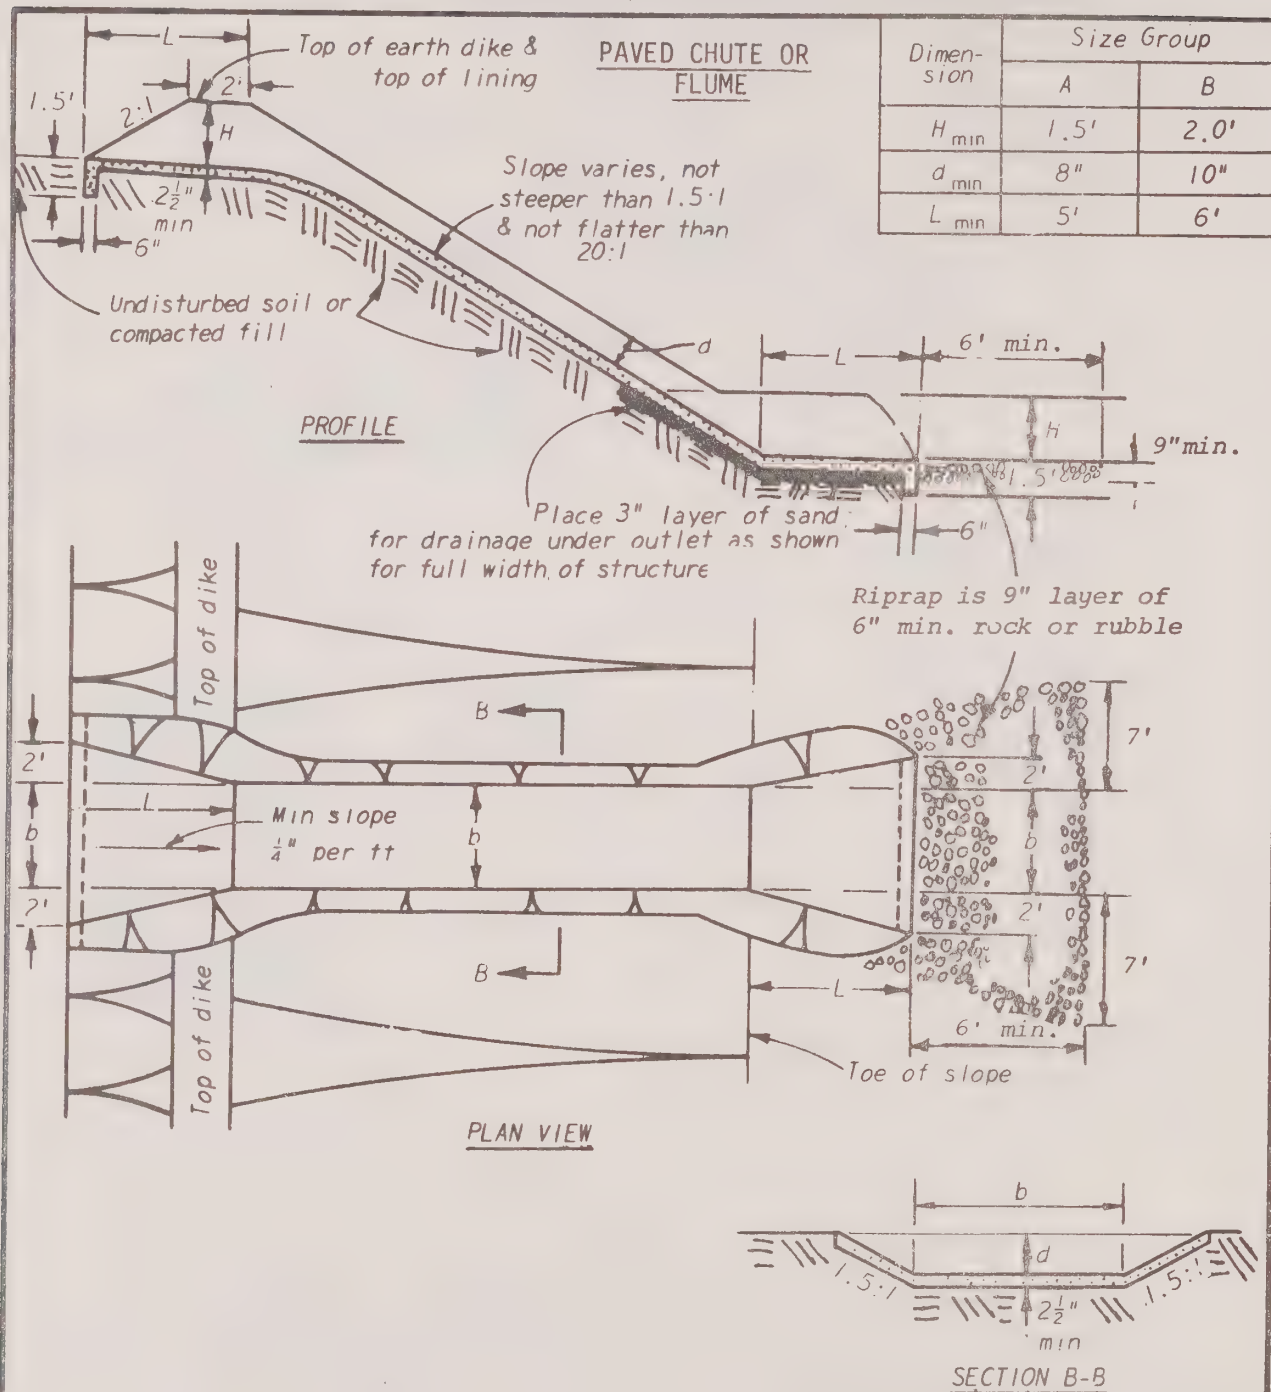 PAVED CHUTE OR
FLUME
Dimen-
sion
Size Group
A
B
H min
1.5'
2.0'
d min
8"
10"
L min
5'
6'
L
Top of earth dike &
top of lining
2'
1.5'
2:1
H
2½"
min
6"
Slope varies, not
steeper than 1.5:1
& not flatter than
20:1
Undisturbed soil or
compacted fill
d
L
6' min.
H
9" min.
1.5'
6"
PROFILE
Place 3" layer of sand
for drainage under outlet as shown
for full width of structure
Riprap is 9" layer of
6" min. rock or rubble
Top of dike
B
7'
2'
2'
L
b
Min slope
¼" per ft
b
b
2'
2'
B
7'
L
6' min.
Top of dike
Toe of slope
PLAN VIEW
b
d
1.5:1
1.5:1
2½"
min
SECTION B-B